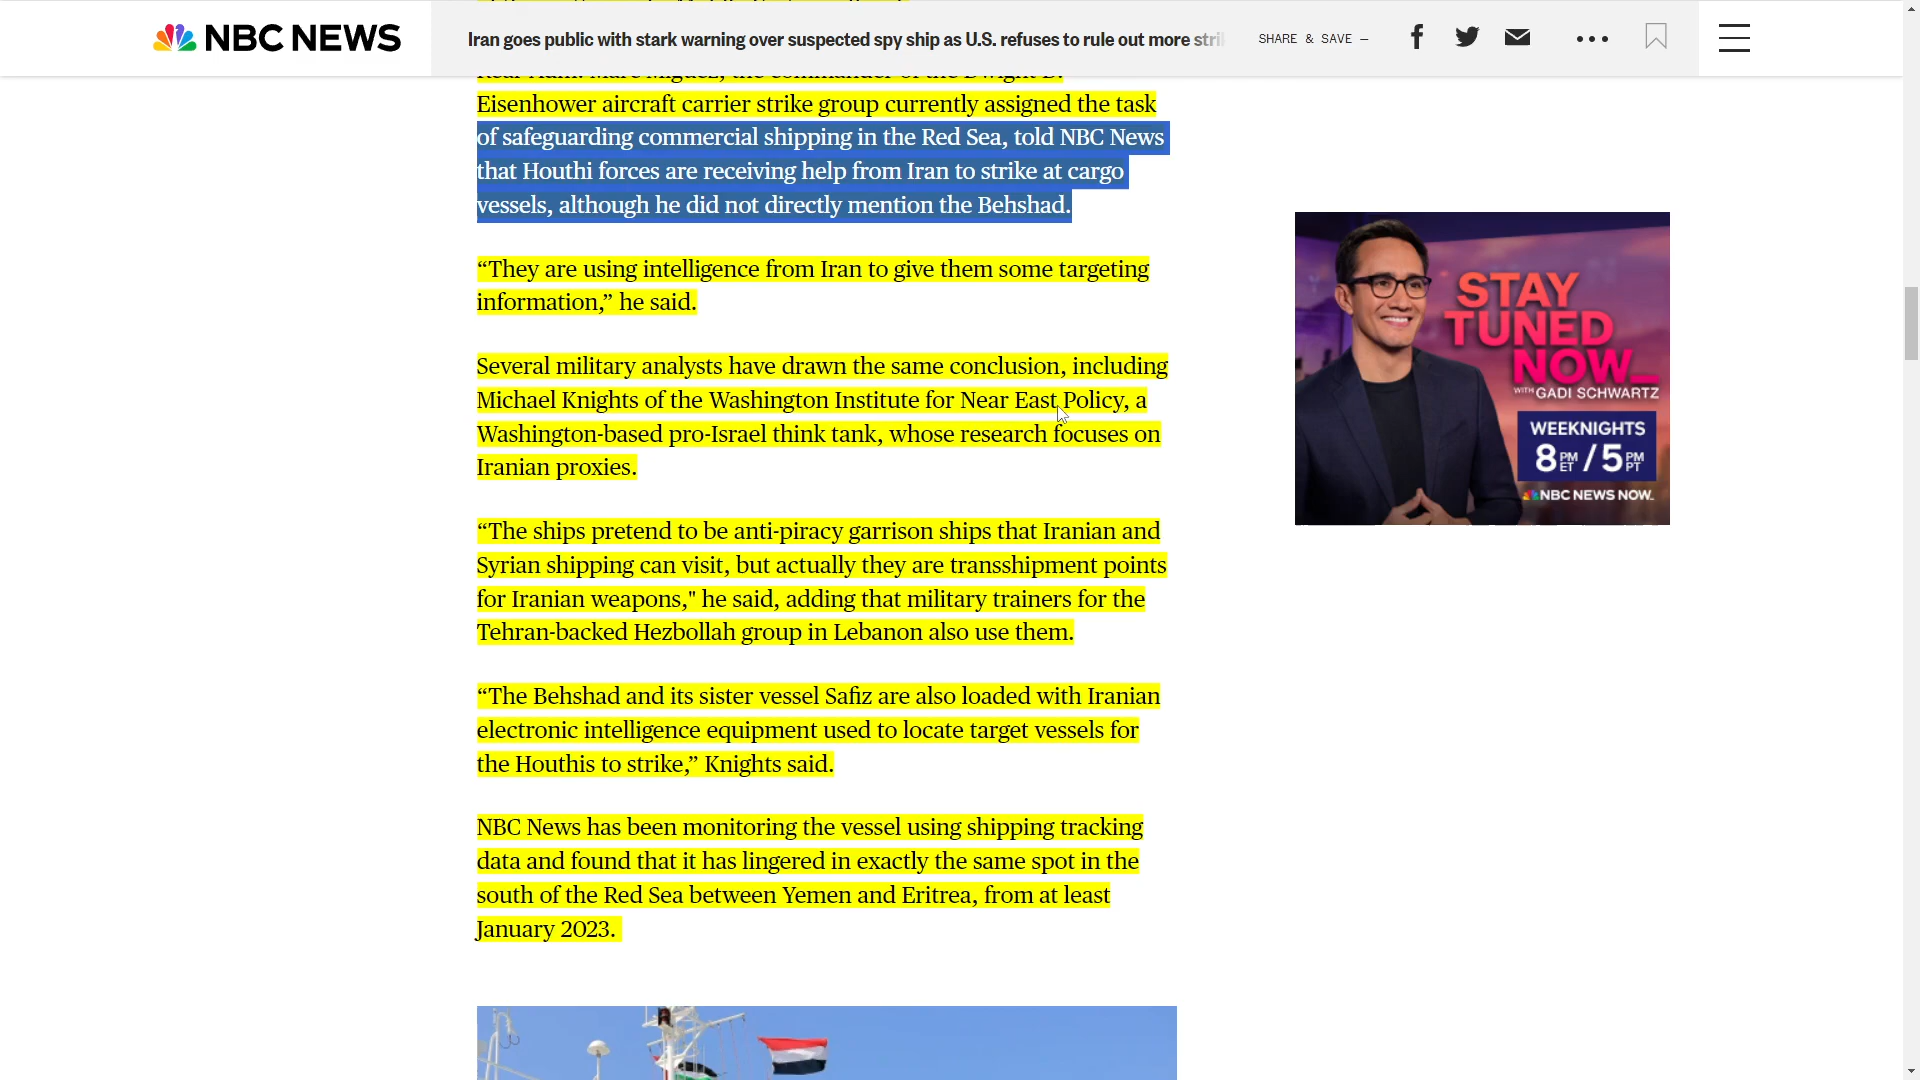 NBC NEWS
Iran goes public with stark warning over suspected spy ship as U.S. refuses to rule out more stri
SHARE & SAVE —
Rear Adm. Marc Miguez, the commander of the Dwight D.
Eisenhower aircraft carrier strike group currently assigned the task
of safeguarding commercial shipping in the Red Sea, told NBC News
that Houthi forces are receiving help from Iran to strike at cargo
vessels, although he did not directly mention the Behshad.
“They are using intelligence from Iran to give them some targeting
information,” he said.
Several military analysts have drawn the same conclusion, including
Michael Knights of the Washington Institute for Near East Policy, a
Washington-based pro-Israel think tank, whose research focuses on
Iranian proxies.
“The ships pretend to be anti-piracy garrison ships that Iranian and
Syrian shipping can visit, but actually they are transshipment points
for Iranian weapons," he said, adding that military trainers for the
Tehran-backed Hezbollah group in Lebanon also use them.
“The Behshad and its sister vessel Safiz are also loaded with Iranian
electronic intelligence equipment used to locate target vessels for
the Houthis to strike,” Knights said.
NBC News has been monitoring the vessel using shipping tracking
data and found that it has lingered in exactly the same spot in the
south of the Red Sea between Yemen and Eritrea, from at least
January 2023.
STAY
TUNED
NOW
WITH GADI SCHWARTZ
WEEKNIGHTS
8 PM ET / 5 PM PT
NBC NEWS NOW